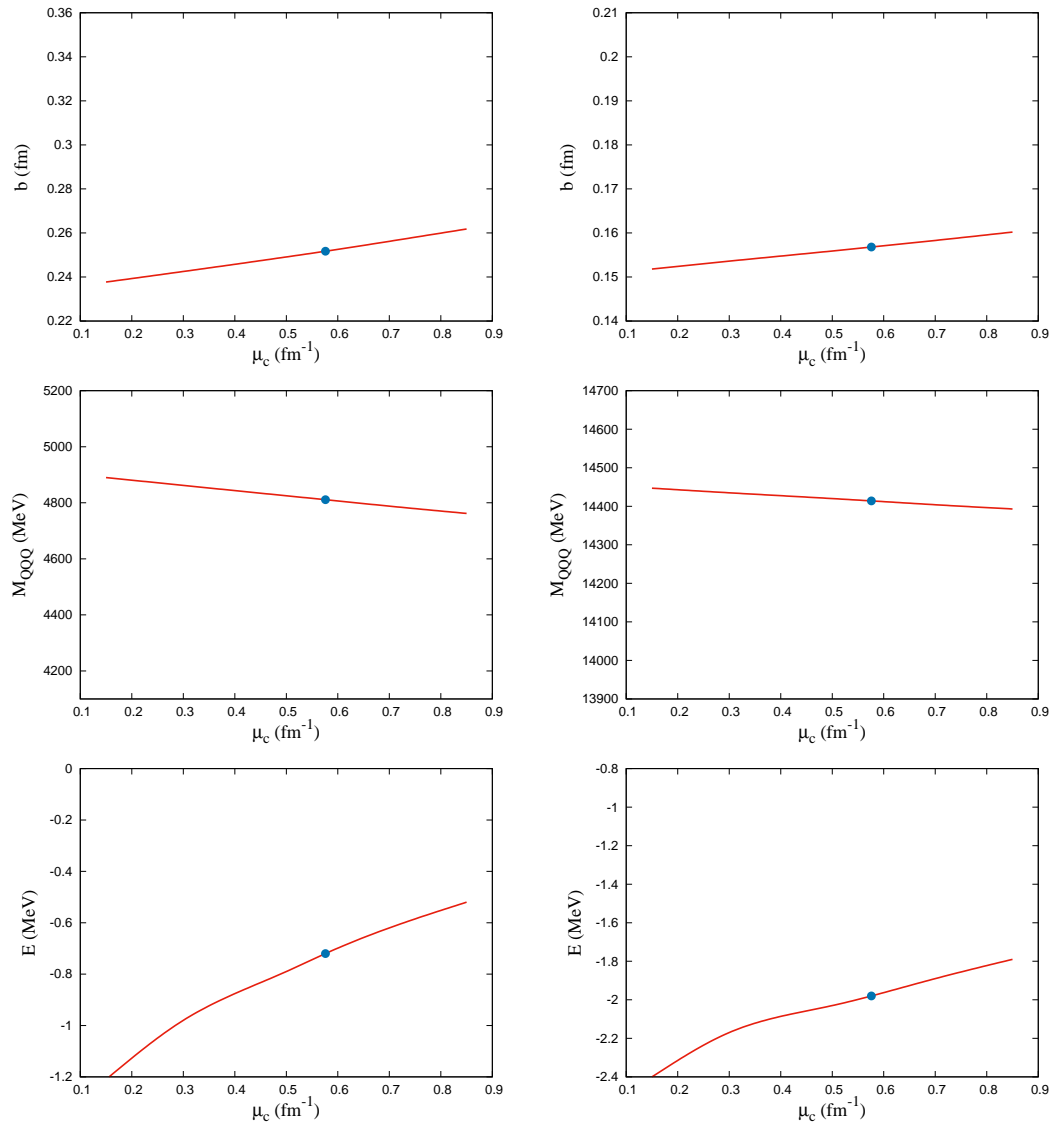 0.36
0.34
0.32
0.3
0.28
0.26
0.24
0.22
b (fm)
0.1 0.2 0.3 0.4 0.5 0.6 0.7 0.8 0.9
μc (fm-1)
0.21
0.2
0.19
0.18
0.17
0.16
0.15
0.14
b (fm)
0.1 0.2 0.3 0.4 0.5 0.6 0.7 0.8 0.9
μc (fm-1)
5200
5000
4800
4600
4400
4200
MQQQ (MeV)
0.1 0.2 0.3 0.4 0.5 0.6 0.7 0.8 0.9
μc (fm-1)
14700
14600
14500
14400
14300
14200
14100
14000
13900
MQQQ (MeV)
0.1 0.2 0.3 0.4 0.5 0.6 0.7 0.8 0.9
μc (fm-1)
0
-0.2
-0.4
-0.6
-0.8
-1
-1.2
E (MeV)
0.1 0.2 0.3 0.4 0.5 0.6 0.7 0.8 0.9
μc (fm-1)
-0.8
-1
-1.2
-1.4
-1.6
-1.8
-2
-2.2
-2.4
E (MeV)
0.1 0.2 0.3 0.4 0.5 0.6 0.7 0.8 0.9
μc (fm-1)